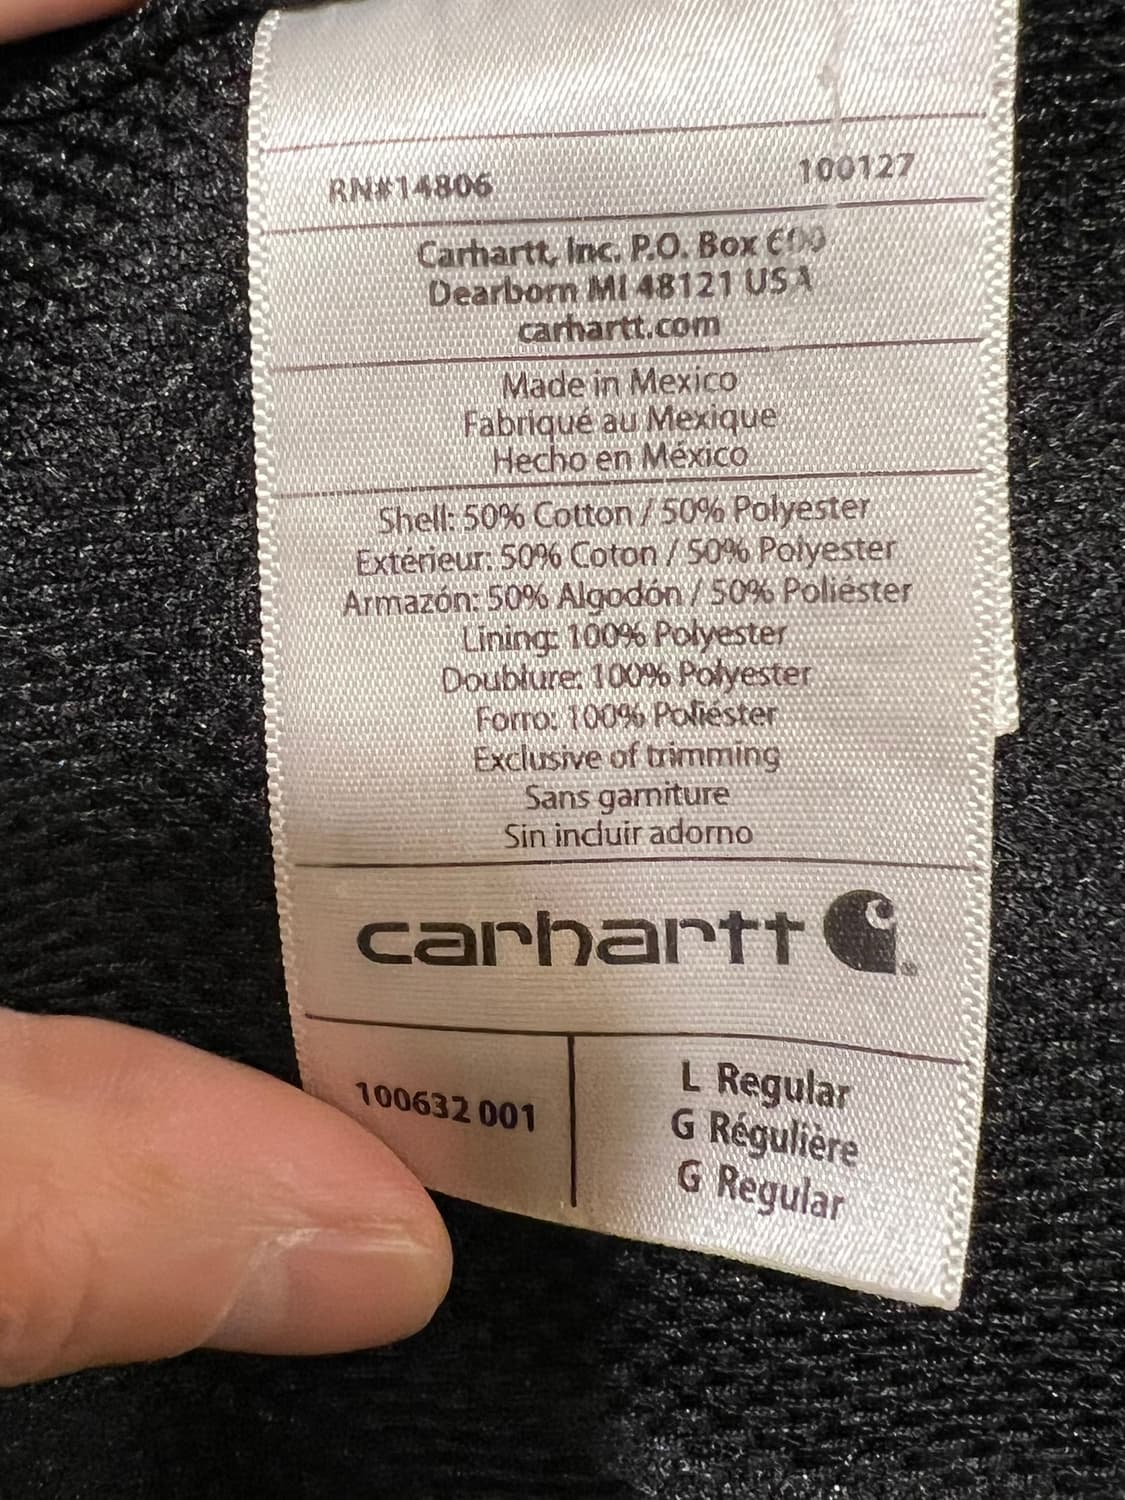 RN#14806 100127
Carhartt, Inc. P.O. Box
Dearborn MI 48121 USA
carhartt.com
Made in Mexico
Fabriqué au Mexique
Hecho en México
Shell: 50% Cotton / 50% Polyester
Extérieur: 50% Coton / 50% Polyester
Armazón: 50% Algodón / 50% Poliéster
Lining: 100% Polyester
Doublure: 100% Polyester
Forro: 100% Poliéster
Exclusive of trimming
Sans garniture
Sin incluir adorno
carhartt
100632 001
L Regular
G Régulière
G Regular